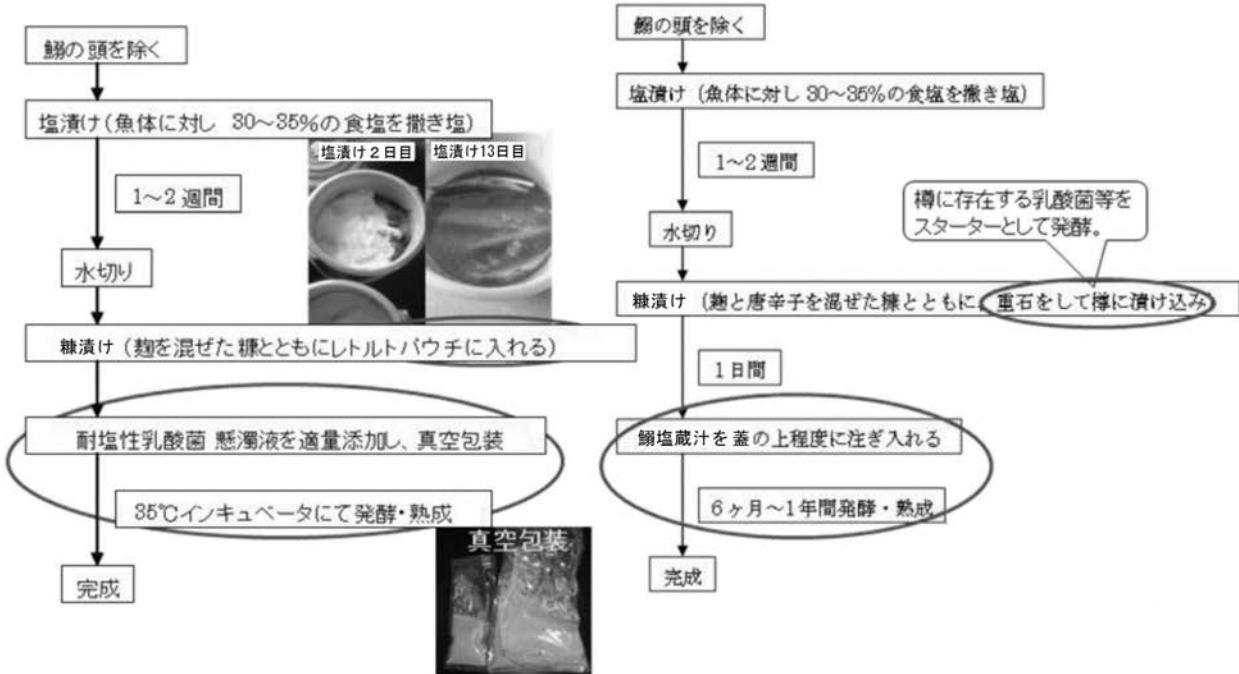 鰯の頭を除く
塩漬け(魚体に対し 30～35%の食塩を撒き塩)
塩漬け2日目
塩漬け13日目
1～2週間
水切り
糠漬け (麹を混ぜた糠とともにレトルトパウチに入れる)
耐塩性乳酸菌 懸濁液を適量添加し、真空包装
35℃インキュベータにて発酵・熟成
真空包装
完成
鰯の頭を除く
塩漬け (魚体に対し 30～35%の食塩を撒き塩)
1～2週間
樽に存在する乳酸菌等を
スターターとして発酵。
水切り
糠漬け (麹と唐辛子を混ぜた糠とともに、重石をして樽に漬け込み)
1日間
鰯塩蔵汁を蓋の上程度に注ぎ入れる
6ヶ月～1年間発酵・熟成
完成